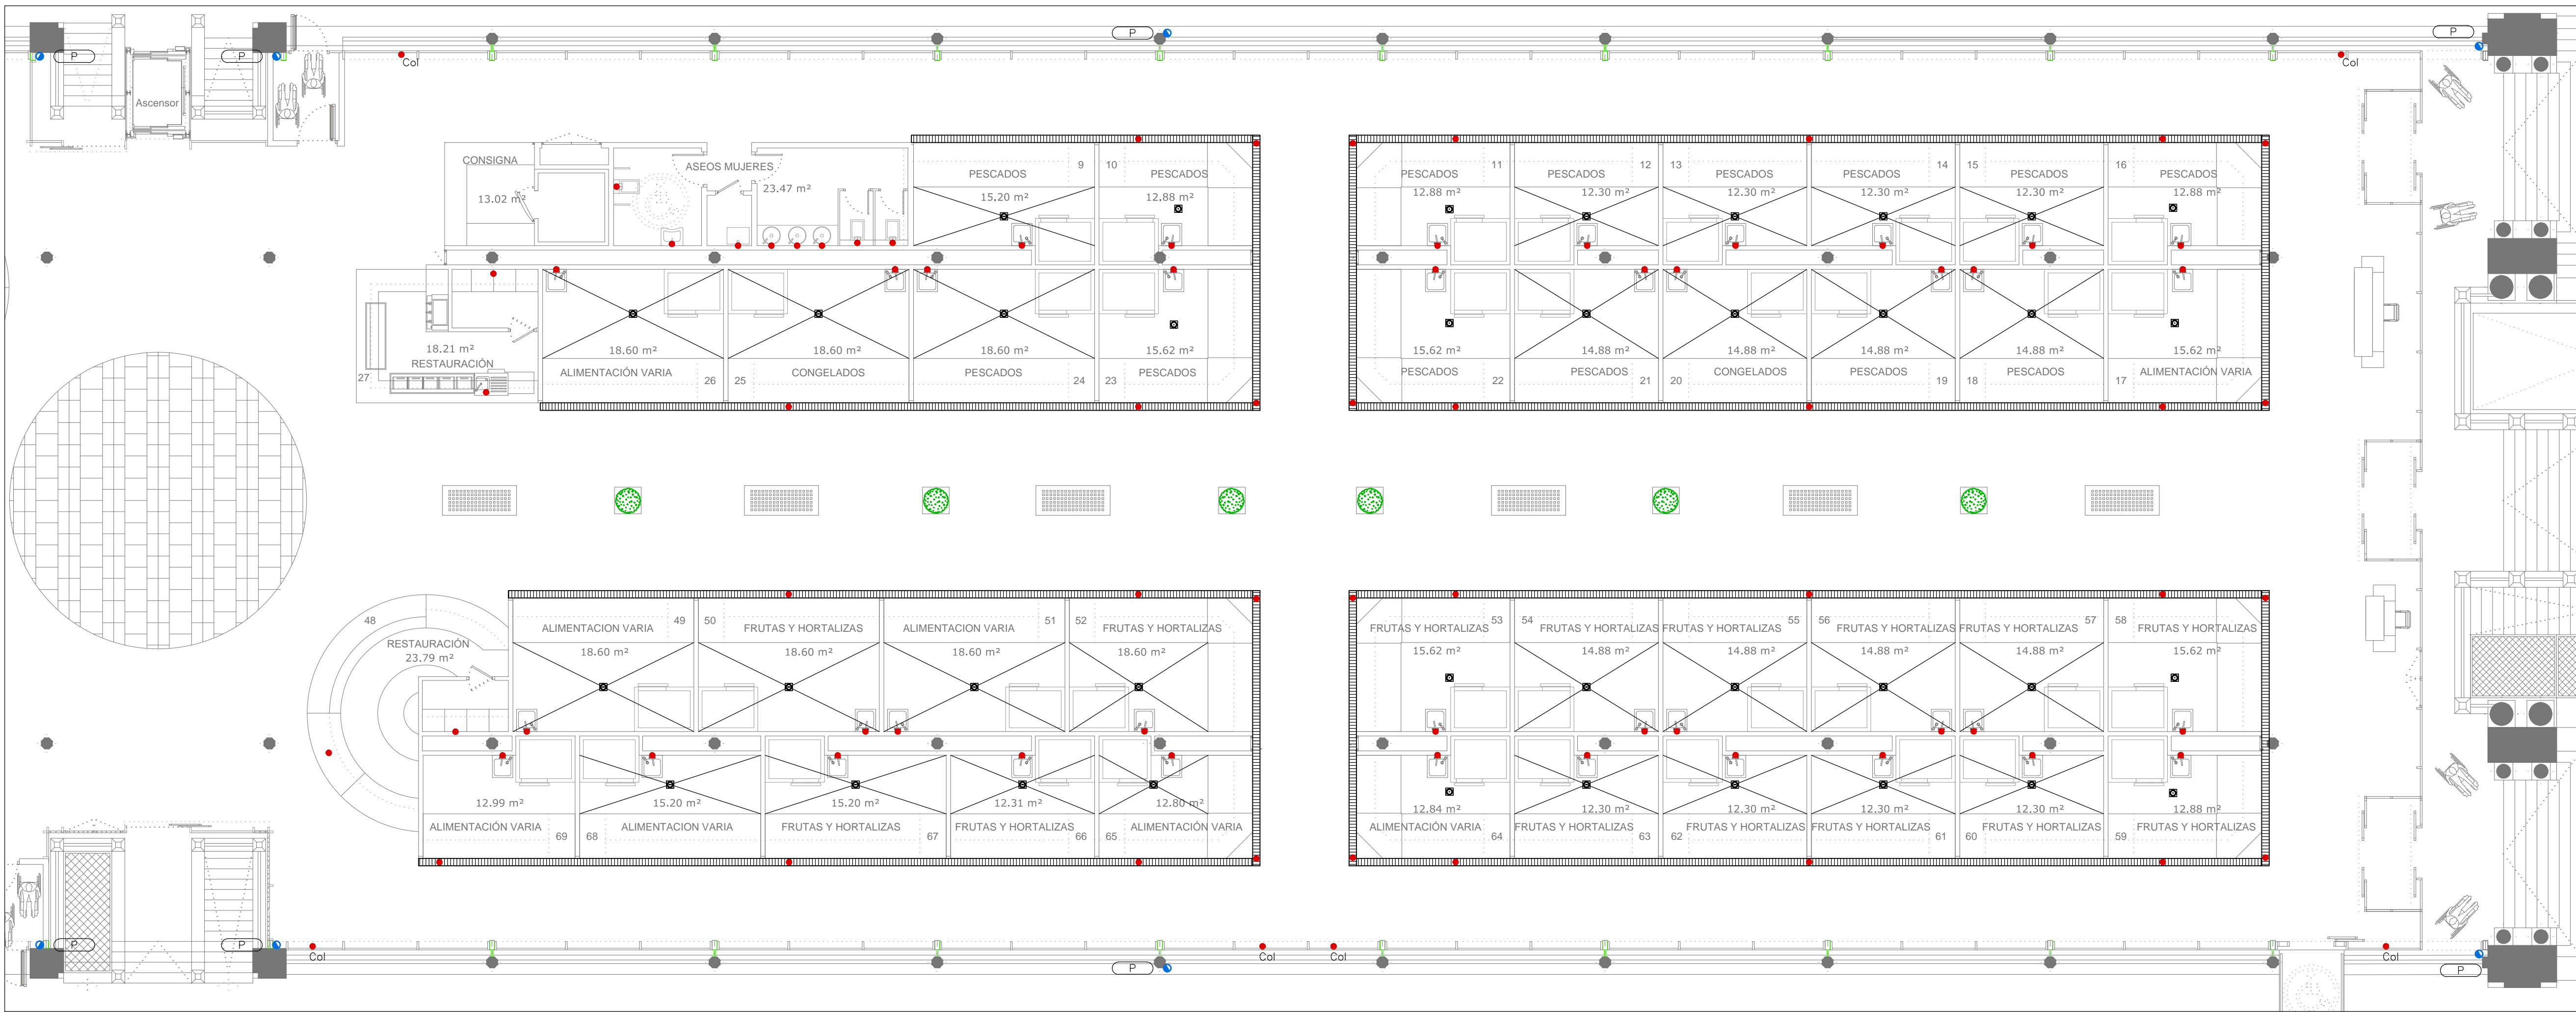 P
P
P
P
Col
Col
Ascensor
CONSIGNA
13.02 m²
ASEOS MUJERES
23.47 m²
9
PESCADOS
15.20 m²
10
PESCADOS
12.88 m²
11
PESCADOS
12.88 m²
12
PESCADOS
12.30 m²
13
PESCADOS
12.30 m²
14
PESCADOS
12.30 m²
15
PESCADOS
12.30 m²
16
PESCADOS
12.88 m²
18.21 m²
RESTAURACIÓN
27
18.60 m²
ALIMENTACIÓN VARIA
26
18.60 m²
CONGELADOS
25
18.60 m²
PESCADOS
24
15.62 m²
PESCADOS
23
15.62 m²
PESCADOS
22
14.88 m²
PESCADOS
21
14.88 m²
CONGELADOS
20
14.88 m²
PESCADOS
19
14.88 m²
PESCADOS
18
15.62 m²
ALIMENTACIÓN VARIA
17
48
RESTAURACIÓN
23.79 m²
ALIMENTACION VARIA
49
18.60 m²
50
FRUTAS Y HORTALIZAS
18.60 m²
ALIMENTACION VARIA
51
18.60 m²
52
FRUTAS Y HORTALIZAS
18.60 m²
FRUTAS Y HORTALIZAS
53
15.62 m²
54
FRUTAS Y HORTALIZAS
14.88 m²
FRUTAS Y HORTALIZAS
55
14.88 m²
56
FRUTAS Y HORTALIZAS
14.88 m²
FRUTAS Y HORTALIZAS
57
14.88 m²
58
FRUTAS Y HORTALIZAS
15.62 m²
12.99 m²
ALIMENTACIÓN VARIA
69
15.20 m²
ALIMENTACION VARIA
68
15.20 m²
FRUTAS Y HORTALIZAS
67
12.31 m²
FRUTAS Y HORTALIZAS
66
12.80 m²
ALIMENTACIÓN VARIA
65
12.84 m²
ALIMENTACIÓN VARIA
64
12.30 m²
FRUTAS Y HORTALIZAS
63
12.30 m²
FRUTAS Y HORTALIZAS
62
12.30 m²
FRUTAS Y HORTALIZAS
61
12.30 m²
FRUTAS Y HORTALIZAS
60
12.88 m²
FRUTAS Y HORTALIZAS
59
P
P
Col
P
Col
Col
Col
P